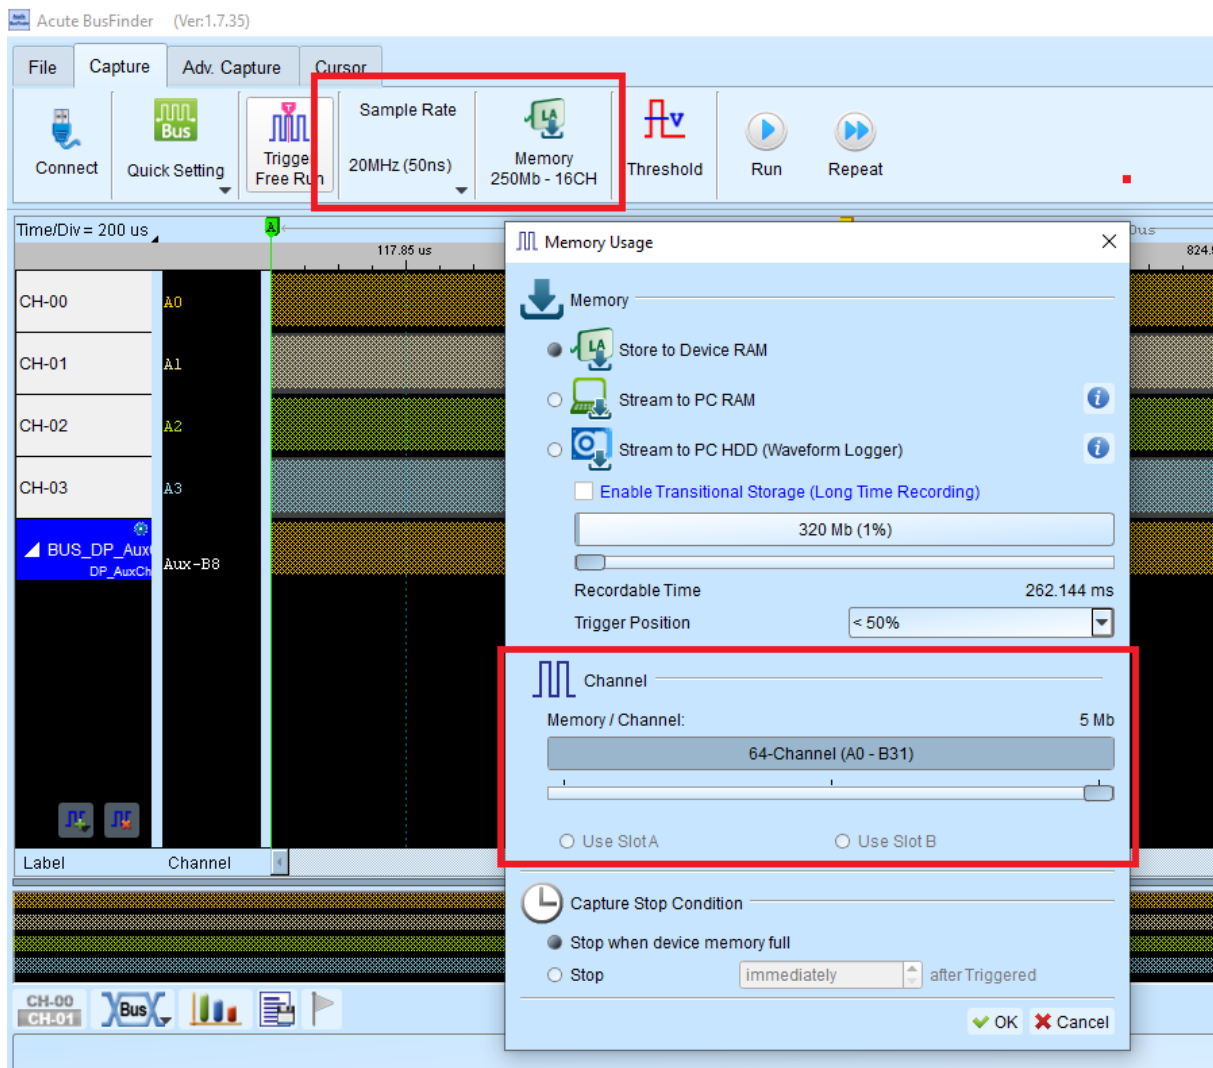 Acute BusFinder (Ver:1.7.35)
File Capture Adv. Capture Cursor
Connect
Bus
Quick Setting
Trigger
Free Run
Sample Rate
20MHz (50ns)
LA
Memory
250Mb - 16CH
Threshold
Run
Repeat
Time/Div = 200 us
A
117.85 us
CH-00 A0
CH-01 A1
CH-02 A2
CH-03 A3
BUS_DP_Aux
DP_AuxCh
Aux-B8
Label Channel
CH-00
CH-01
Bus
Memory Usage
Memory
LA
Store to Device RAM
Stream to PC RAM
Stream to PC HDD (Waveform Logger)
Enable Transitional Storage (Long Time Recording)
320 Mb (1%)
Recordable Time 262.144 ms
Trigger Position < 50%
Channel
Memory / Channel: 5 Mb
64-Channel (A0 - B31)
Use Slot A Use Slot B
Capture Stop Condition
Stop when device memory full
Stop immediately after Triggered
OK Cancel